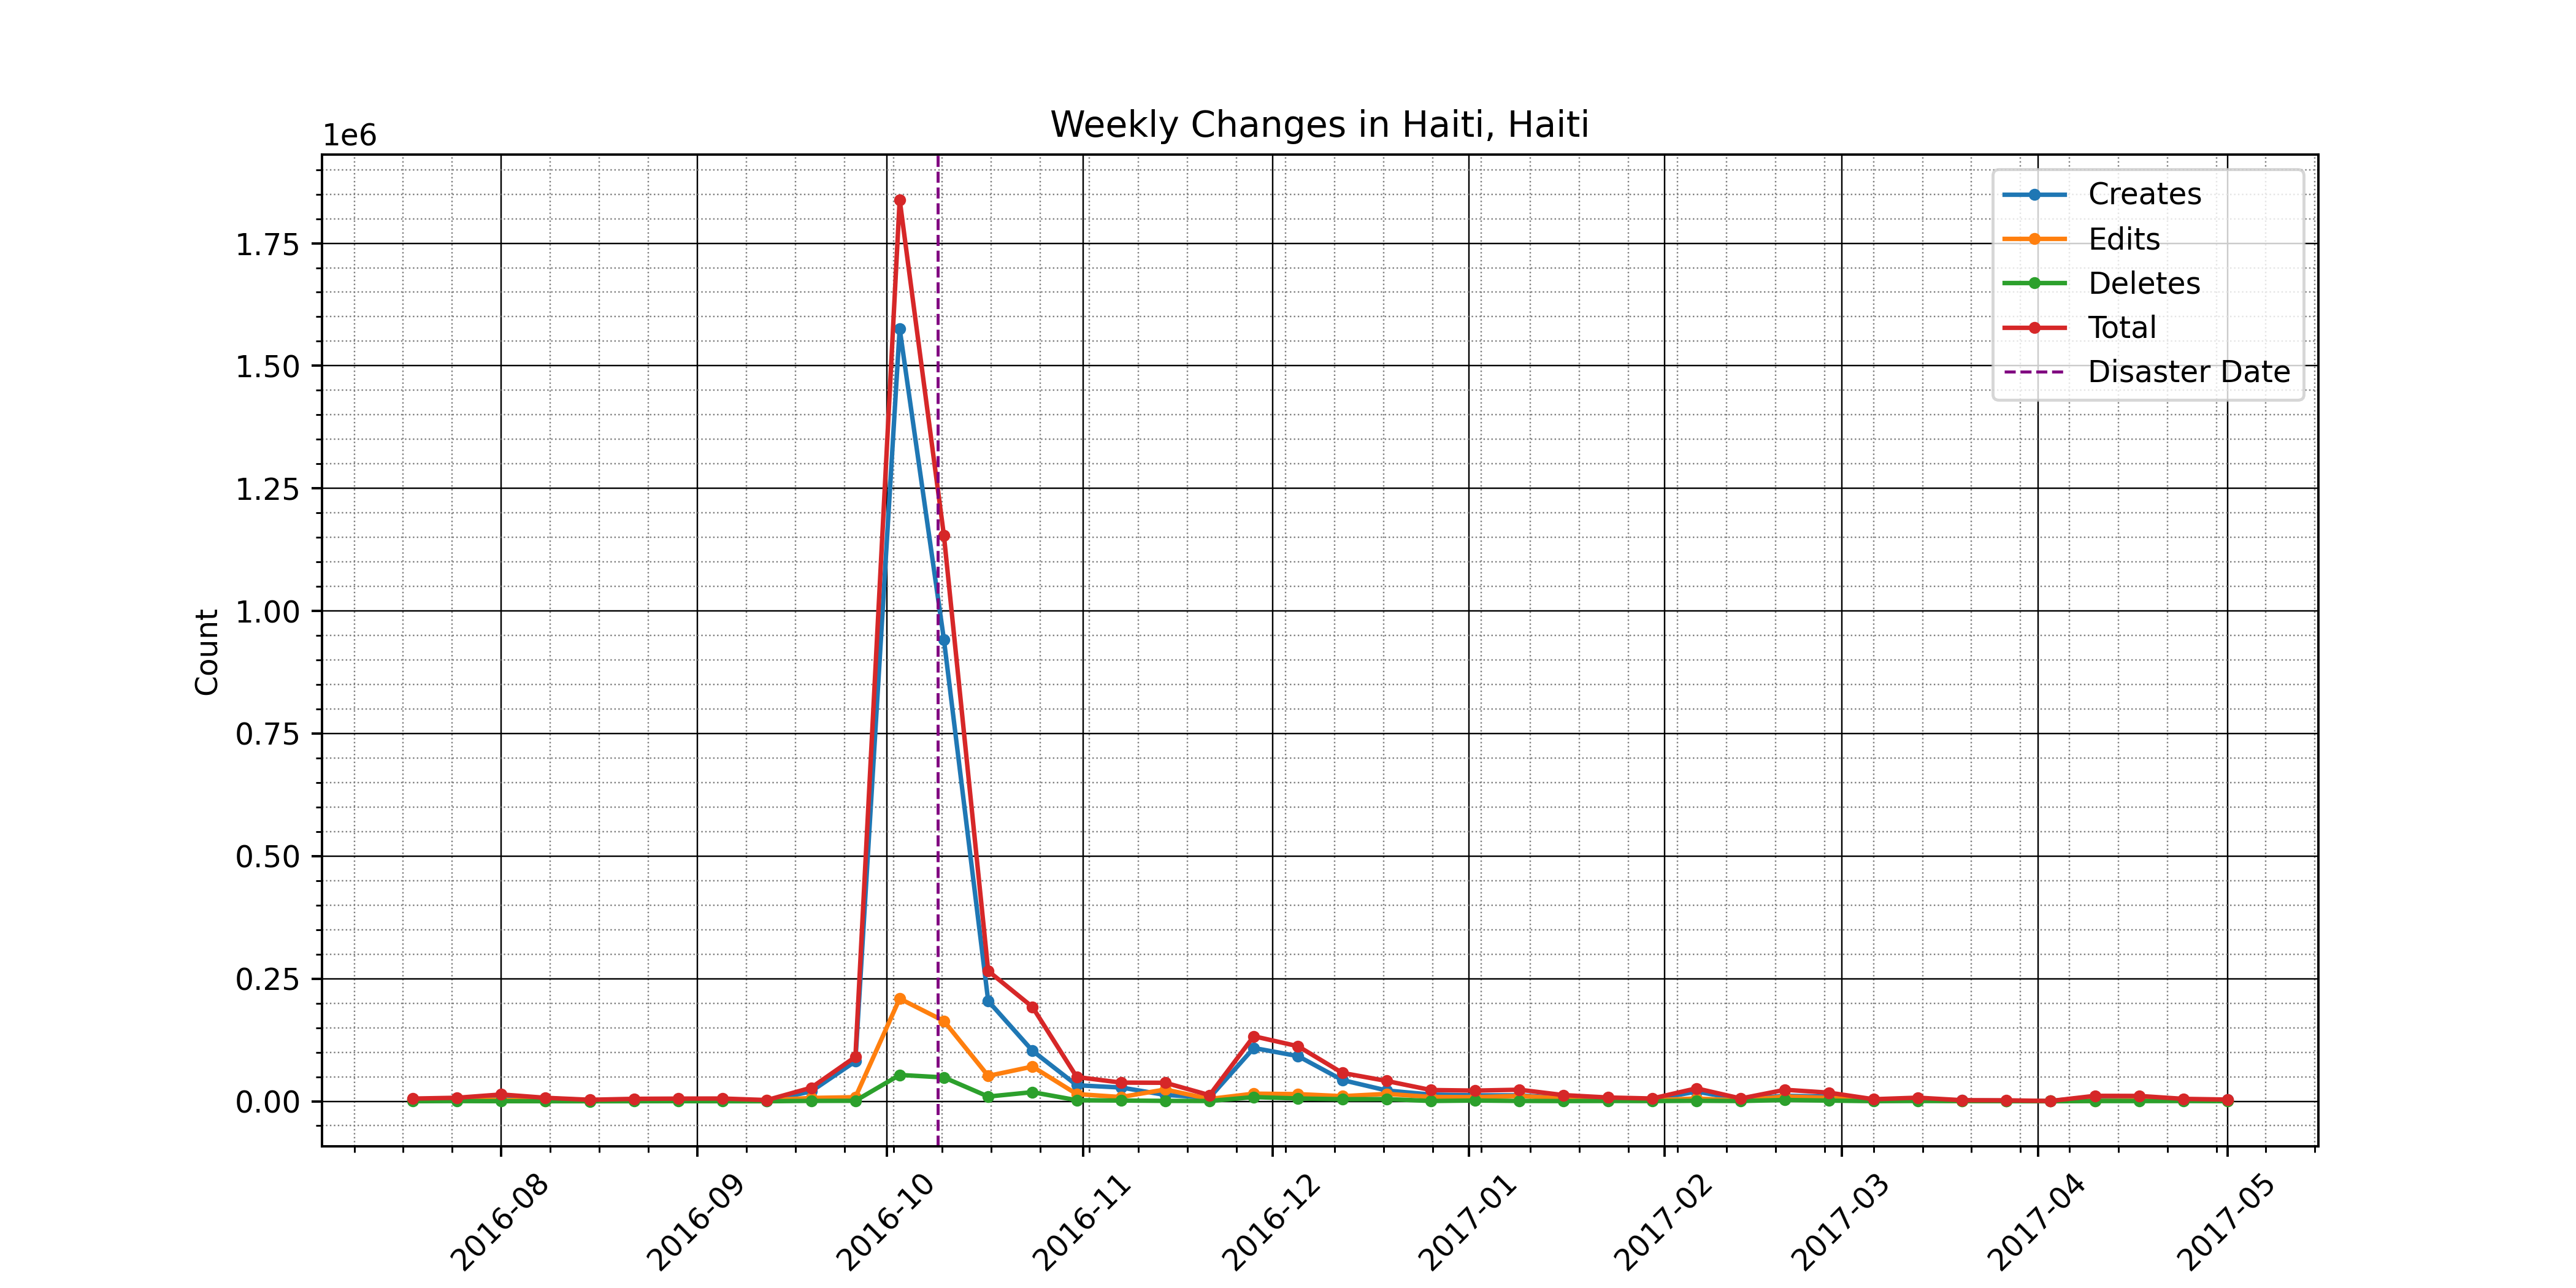 Weekly Changes in Haiti, Haiti
1e6
Creates
Edits
Deletes
Total
Disaster Date
1.75
1.50
1.25
1.00
0.75
0.50
0.25
0.00
Count
2016-08
2016-09
2016-10
2016-11
2016-12
2017-01
2017-02
2017-03
2017-04
2017-05